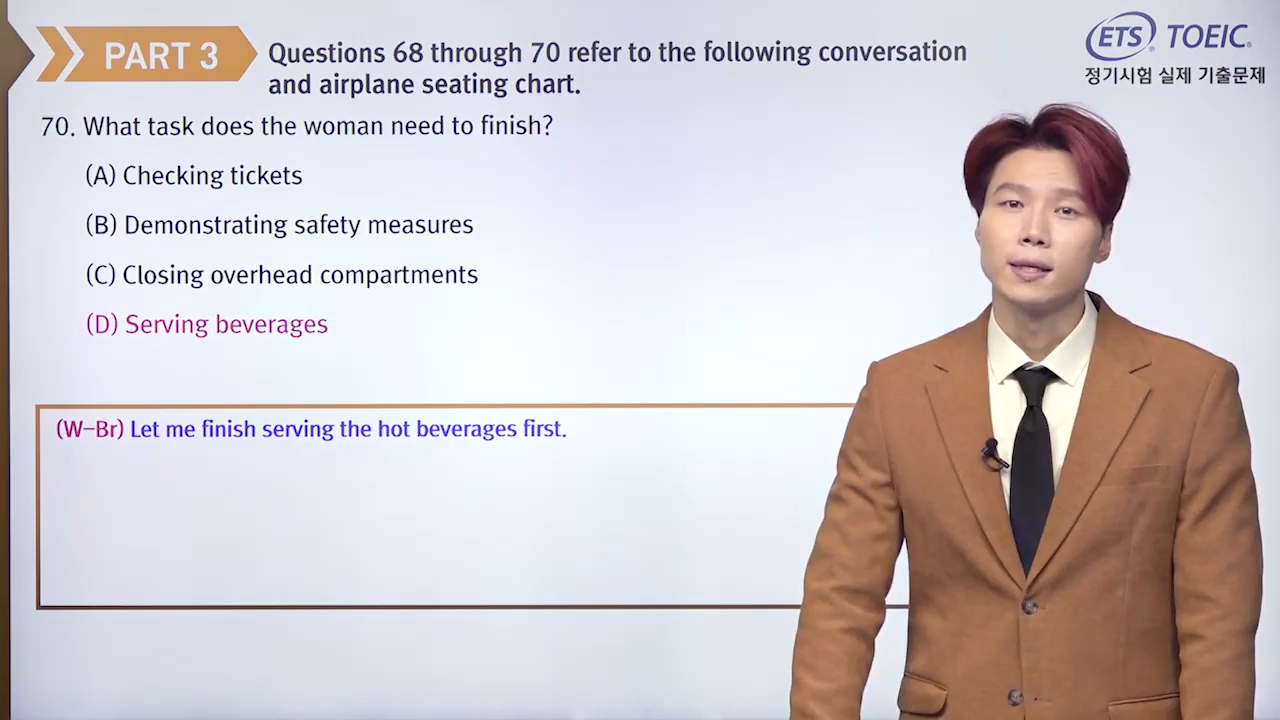 PART 3
Questions 68 through 70 refer to the following conversation
and airplane seating chart.
ETS TOEIC
정기시험 실제 기출문제
70. What task does the woman need to finish?
(A) Checking tickets
(B) Demonstrating safety measures
(C) Closing overhead compartments
(D) Serving beverages
(W-Br) Let me finish serving the hot beverages first.